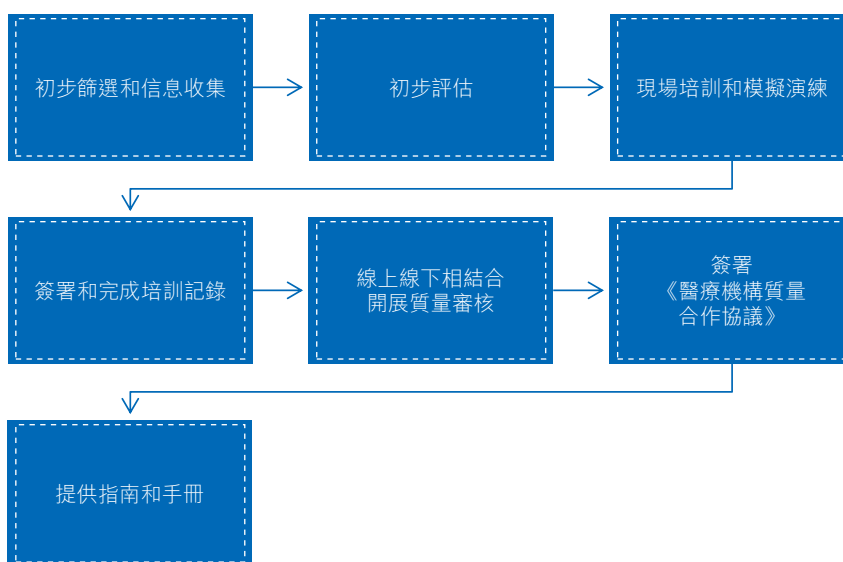 初步篩選和信息收集
初步評估
現場培訓和模擬演練
簽署和完成培訓記錄
線上線下相結合
開展質量審核
簽署
《醫療機構質量
合作協議》
提供指南和手冊